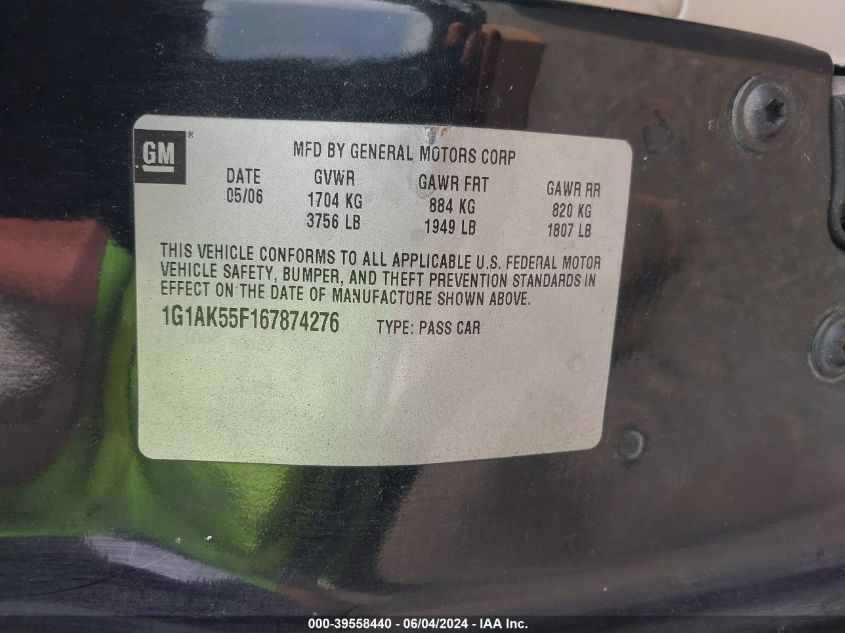 GM ® MFD BY GENERAL MOTORS CORP
DATE GVWR GAWR FRT GAWR RR
05/06 1704 KG 884 KG 820 KG
3756 LB 1949 LB 1807 LB
THIS VEHICLE CONFORMS TO ALL APPLICABLE U.S. FEDERAL MOTOR
VEHICLE SAFETY, BUMPER, AND THEFT PREVENTION STANDARDS IN
EFFECT ON THE DATE OF MANUFACTURE SHOWN ABOVE.
1G1AK55F167874276 TYPE: PASS CAR
000-39558440 - 06/04/2024 - IAA Inc.